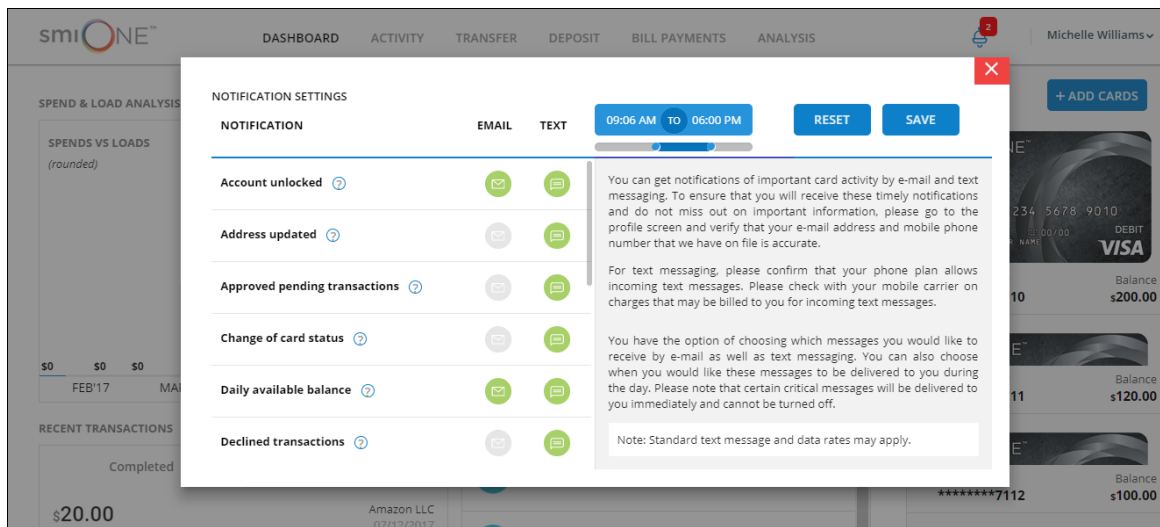 smiONE™
DASHBOARD ACTIVITY TRANSFER DEPOSIT BILL PAYMENTS ANALYSIS
2
Michelle Williams
SPEND & LOAD ANALYSIS
+ ADD CARDS
SPENDS VS LOADS
(rounded)
$0 $0 $0
FEB'17
RECENT TRANSACTIONS
Completed
$20.00
Amazon LLC
07/12/2017
NOTIFICATION SETTINGS
NOTIFICATION EMAIL TEXT
09:06 AM TO 06:00 PM
RESET SAVE
Account unlocked ?
Address updated ?
Approved pending transactions ?
Change of card status ?
Daily available balance ?
Declined transactions ?
You can get notifications of important card activity by e-mail and text
messaging. To ensure that you will receive these timely notifications
and do not miss out on important information, please go to the
profile screen and verify that your e-mail address and mobile phone
number that we have on file is accurate.
For text messaging, please confirm that your phone plan allows
incoming text messages. Please check with your mobile carrier on
charges that may be billed to you for incoming text messages.
You have the option of choosing which messages you would like to
receive by e-mail as well as text messaging. You can also choose
when you would like these messages to be delivered to you during
the day. Please note that certain critical messages will be delivered to
you immediately and cannot be turned off.
Note: Standard text message and data rates may apply.
NE™
234 5678 9010
00/00
DEBIT
NAME
VISA
Balance
10 $200.00
E™
Balance
11 $120.00
E™
Balance
********7112 $100.00